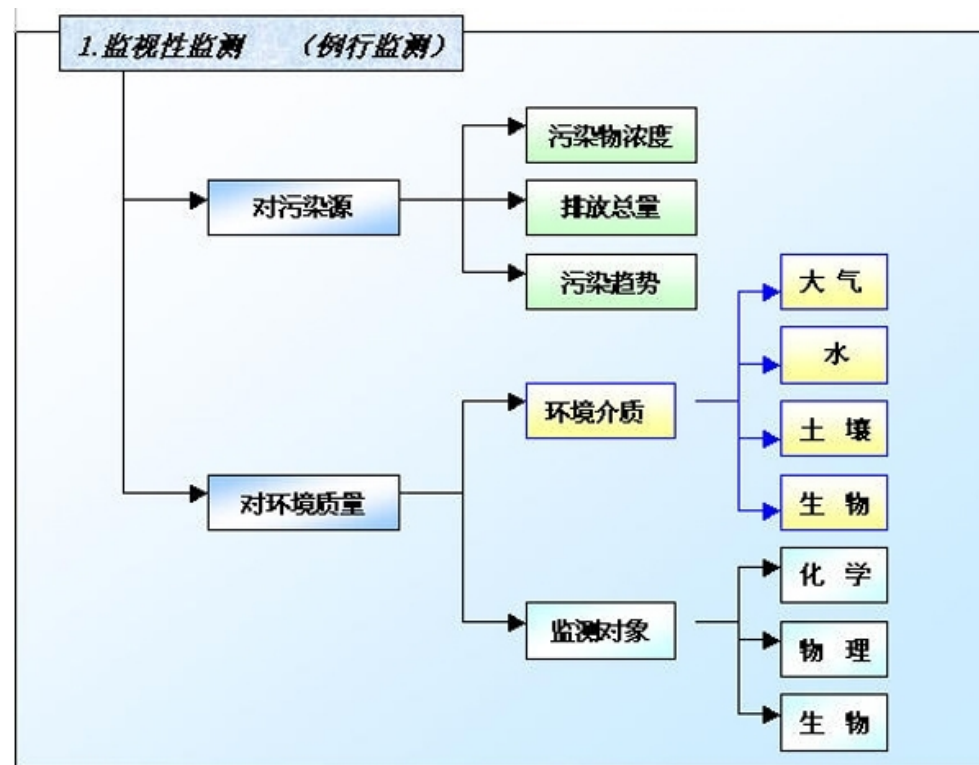 1.监视性监测 （例行监测）
对污染源
污染物浓度
排放总量
污染趋势
对环境质量
环境介质
大 气
水
土 壤
生 物
监测对象
化 学
物 理
生 物